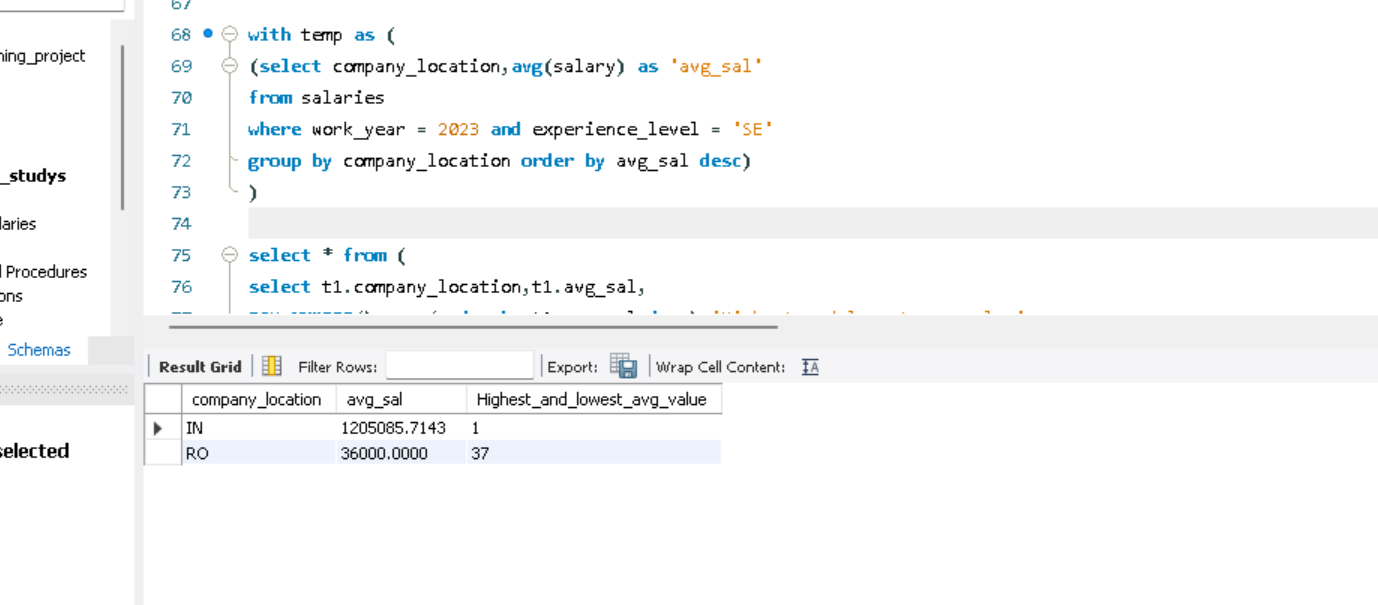 67
ning_project
_studys
laries
l Procedures
ons
e
Schemas
selected
68 with temp as (
69 (select company_location,avg(salary) as 'avg_sal'
70 from salaries
71 where work_year = 2023 and experience_level = 'SE'
72 group by company_location order by avg_sal desc)
73 )
74
75 select * from (
76 select t1.company_location,t1.avg_sal,
Result Grid Filter Rows: Export: Wrap Cell Content:
company_location avg_sal Highest_and_lowest_avg_value
IN 1205085.7143 1
RO 36000.0000 37